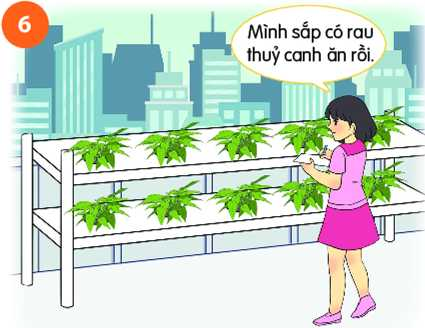 6
Mình sắp có rau
thuỷ canh ăn rồi.